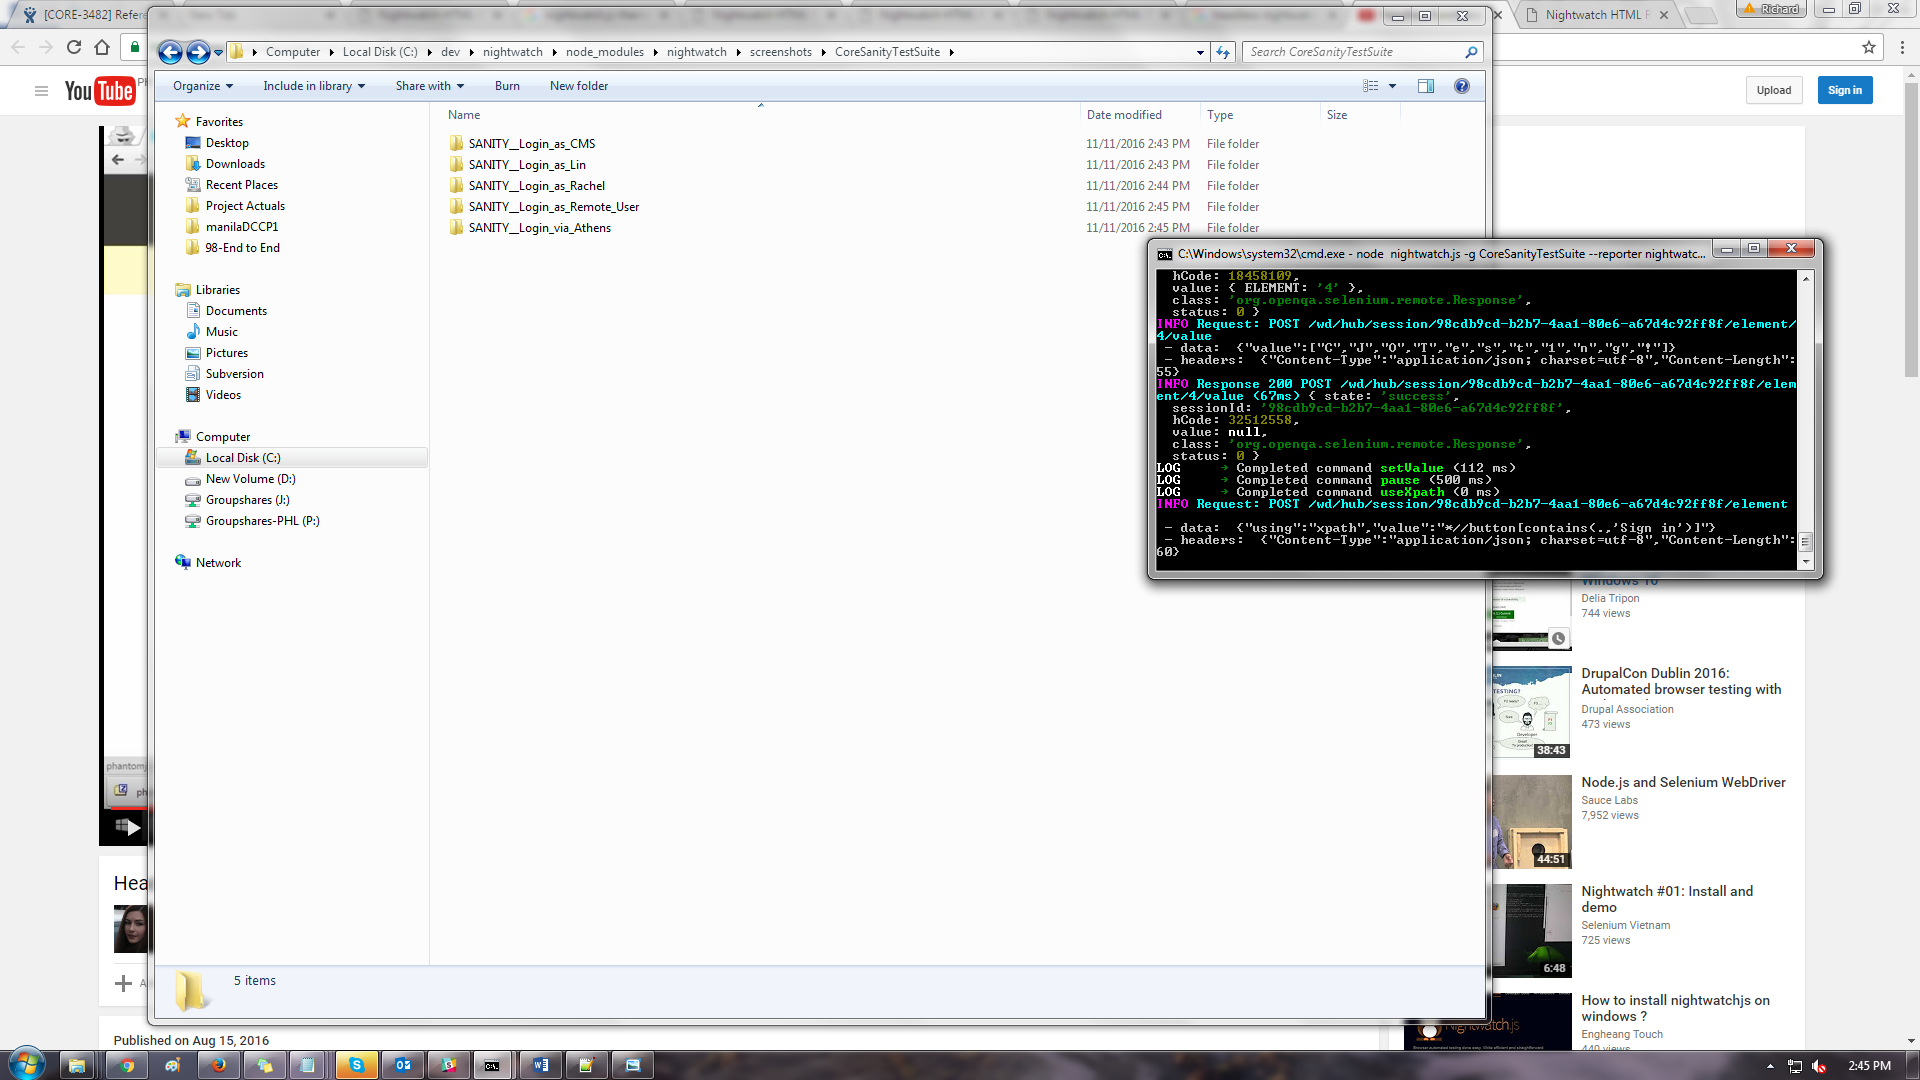 [CORE-3482] Refere
Nightwatch HTML R
Richard
Computer
Local Disk (C:)
dev
nightwatch
node_modules
nightwatch
screenshots
CoreSanityTestSuite
Search CoreSanityTestSuite
You Tube
Organize
Include in library
Share with
Burn
New folder
Upload
Sign in
Name
Date modified
Type
Size
Favorites
Desktop
Downloads
Recent Places
Project Actuals
manilaDCCP1
98-End to End
Libraries
Documents
Music
Pictures
Subversion
Videos
Computer
Local Disk (C:)
New Volume (D:)
Groupshares (J:)
Groupshares-PHL (P:)
Network
SANITY__Login_as_CMS 11/11/2016 2:43 PM File folder
SANITY__Login_as_Lin 11/11/2016 2:43 PM File folder
SANITY__Login_as_Rachel 11/11/2016 2:44 PM File folder
SANITY__Login_as_Remote_User 11/11/2016 2:45 PM File folder
SANITY__Login_via_Athens 11/11/2016 2:45 PM File folder
C:\Windows\system32\cmd.exe - node  nightwatch.js -g CoreSanityTestSuite --reporter nightwatc...
hCode: 18458109,
value: { ELEMENT: '4' },
class: 'org.openqa.selenium.remote.Response',
status: 0 }
INFO Request: POST /wd/hub/session/98cdb9cd-b2b7-4aa1-80e6-a67d4c92ff8f/element/
4/value
- data:  {"value":["C","J","O","T","e","s","t","i","n","g","!"]}
- headers:  {"Content-Type":"application/json; charset=utf-8","Content-Length":
55}
INFO Response 200 POST /wd/hub/session/98cdb9cd-b2b7-4aa1-80e6-a67d4c92ff8f/elem
ent/4/value (67ms) { state: 'success',
sessionId: '98cdb9cd-b2b7-4aa1-80e6-a67d4c92ff8f',
hCode: 32512558,
value: null,
class: 'org.openqa.selenium.remote.Response',
status: 0 }
LOG → Completed command setValue (112 ms)
LOG → Completed command pause (500 ms)
LOG → Completed command useXpath (0 ms)
INFO Request: POST /wd/hub/session/98cdb9cd-b2b7-4aa1-80e6-a67d4c92ff8f/element
- data:  {"using":"xpath","value":"*//button[contains(.,'Sign in')]"}
- headers:  {"Content-Type":"application/json; charset=utf-8","Content-Length":
60}
Windows 10
Delia Tripon
744 views
DrupalCon Dublin 2016:
Automated browser testing with
Drupal Association
473 views
38:43
Node.js and Selenium WebDriver
Sauce Labs
7,952 views
44:51
Nightwatch #01: Install and
demo
Selenium Vietnam
725 views
6:48
How to install nightwatchjs on
windows ?
Engheang Touch
440 views
Nightwatch.js
phantomj
ph
Hea
A
5 items
Published on Aug 15, 2016
2:45 PM